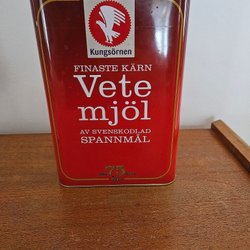 Kungsörnen
FINASTE KÄRN
Vete
mjöl
AV SVENSKODLAD
SPANNMÅL